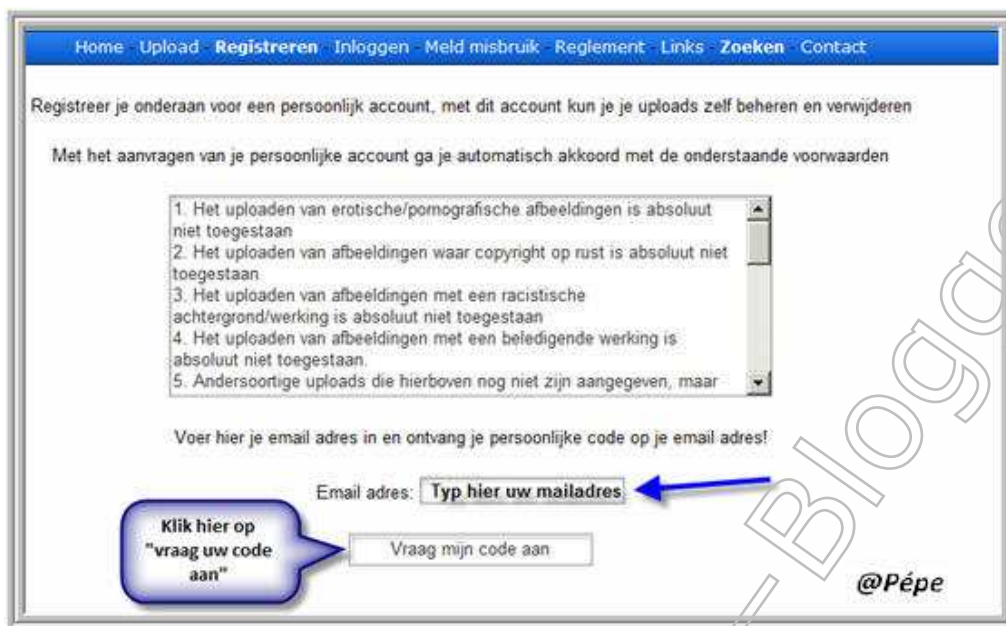 Home - Upload - Registreren - Inloggen - Meld misbruik - Reglement - Links - Zoeken - Contact
Registreer je onderaan voor een persoonlijk account, met dit account kun je je uploads zelf beheren en verwijderen
Met het aanvragen van je persoonlijke account ga je automatisch akkoord met de onderstaande voorwaarden
1. Het uploaden van erotische/pornografische afbeeldingen is absoluut
niet toegestaan
2. Het uploaden van afbeeldingen waar copyright op rust is absoluut niet
toegestaan
3. Het uploaden van afbeeldingen met een racistische
achtergrond/werking is absoluut niet toegestaan
4. Het uploaden van afbeeldingen met een beledigende werking is
absoluut niet toegestaan.
5. Andersoortige uploads die hierboven nog niet zijn aangegeven, maar
Voer hier je email adres in en ontvang je persoonlijke code op je email adres!
Email adres: Typ hier uw mailadres
Klik hier op
"vraag uw code
aan"
Vraag mijn code aan
@Pépe